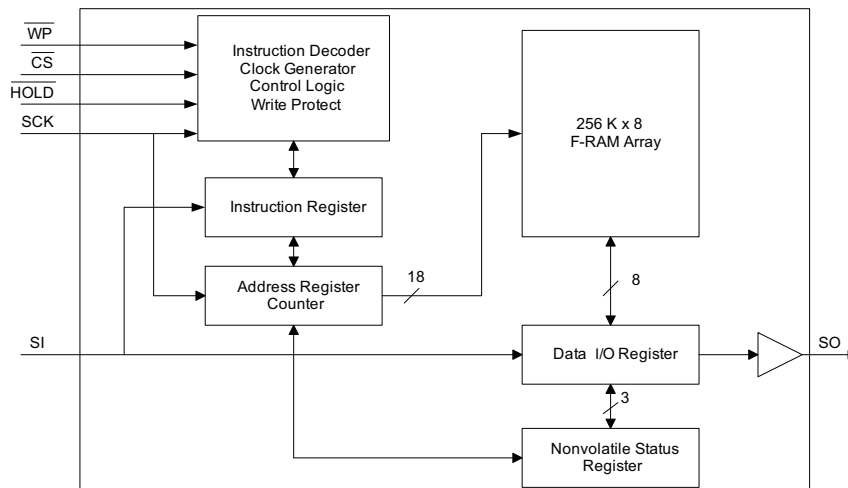 WP
CS
HOLD
SCK
Instruction Decoder
Clock Generator
Control Logic
Write Protect
256 K x 8
F-RAM Array
Instruction Register
Address Register
Counter
18
8
SI
Data I/O Register
SO
3
Nonvolatile Status
Register